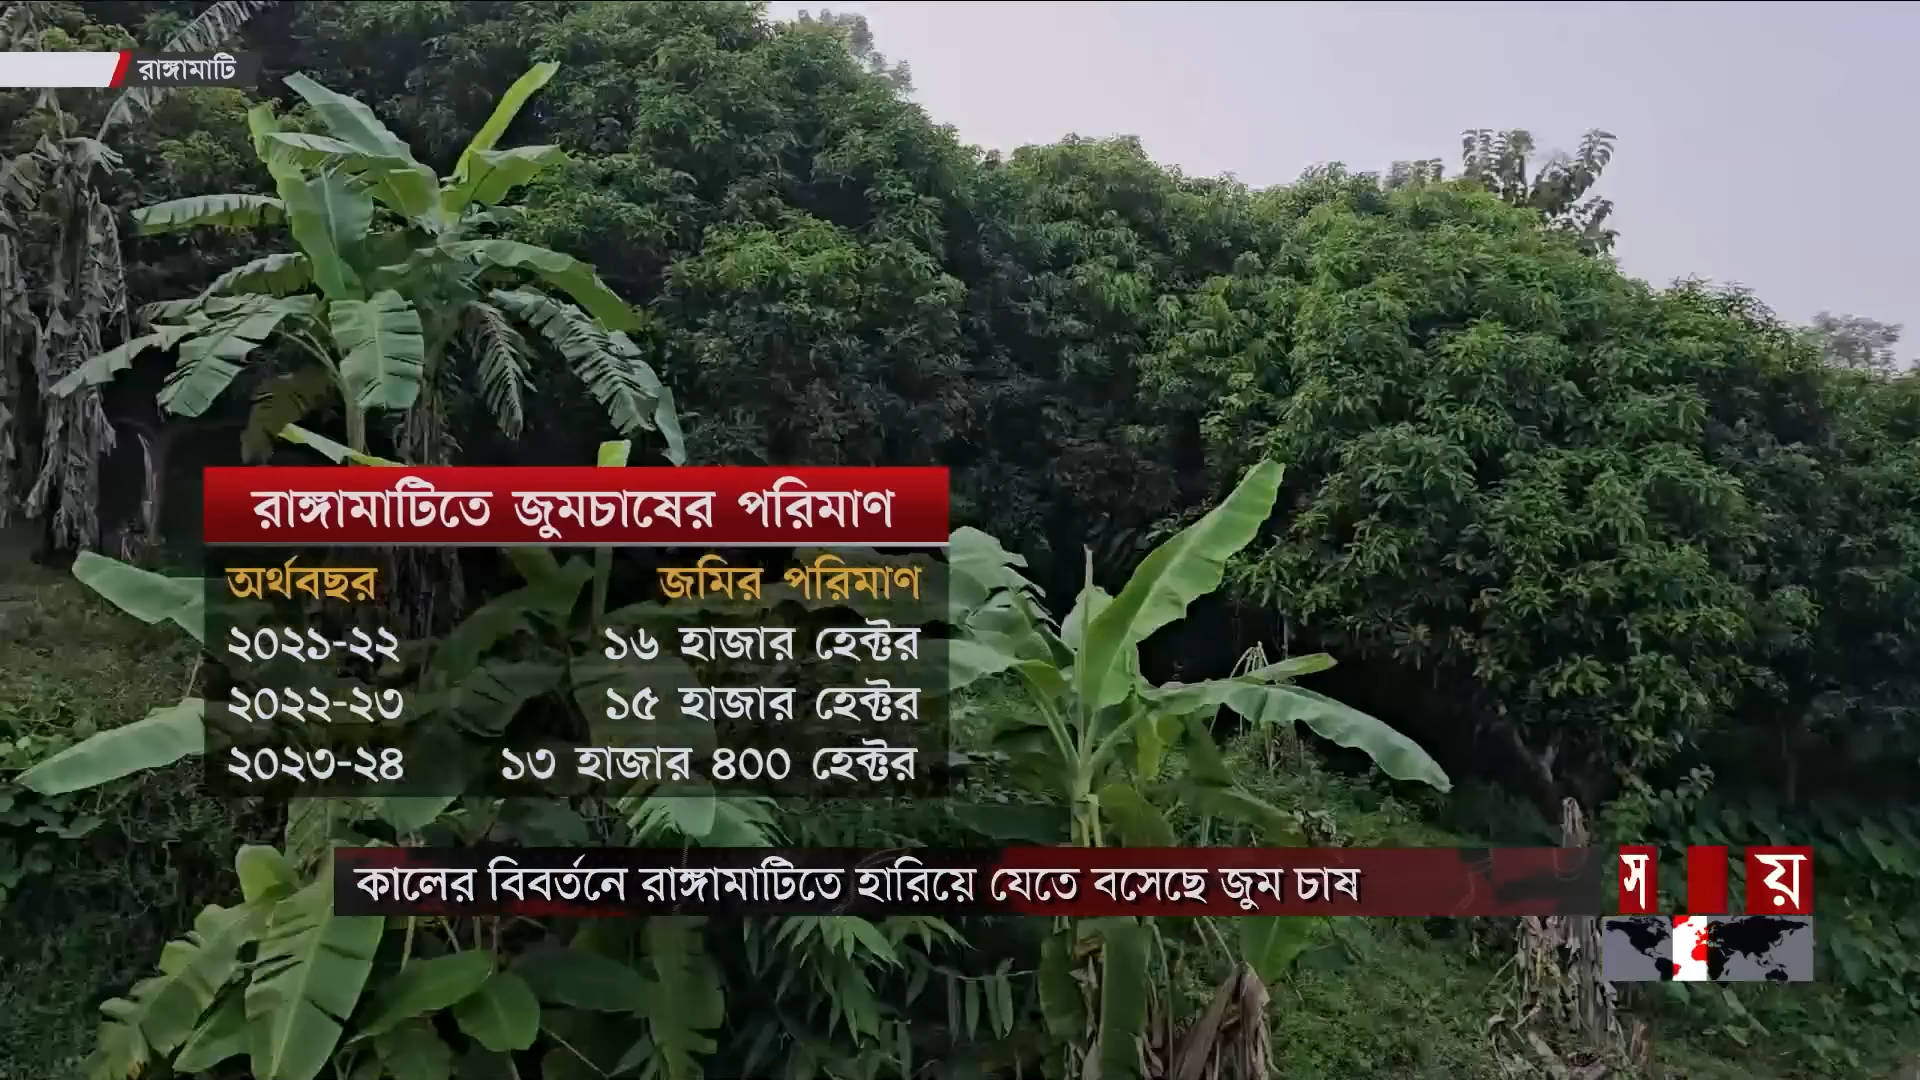 রাঙ্গামাটি
রাঙ্গামাটিতে জুমচাষের পরিমাণ
অর্থবছর জমির পরিমাণ
২০২১-২২ ১৬ হাজার হেক্টর
২০২২-২৩ ১৫ হাজার হেক্টর
২০২৩-২৪ ১৩ হাজার ৪০০ হেক্টর
কালের বিবর্তনে রাঙ্গামাটিতে হারিয়ে যেতে বসেছে জুম চাষ
স য়